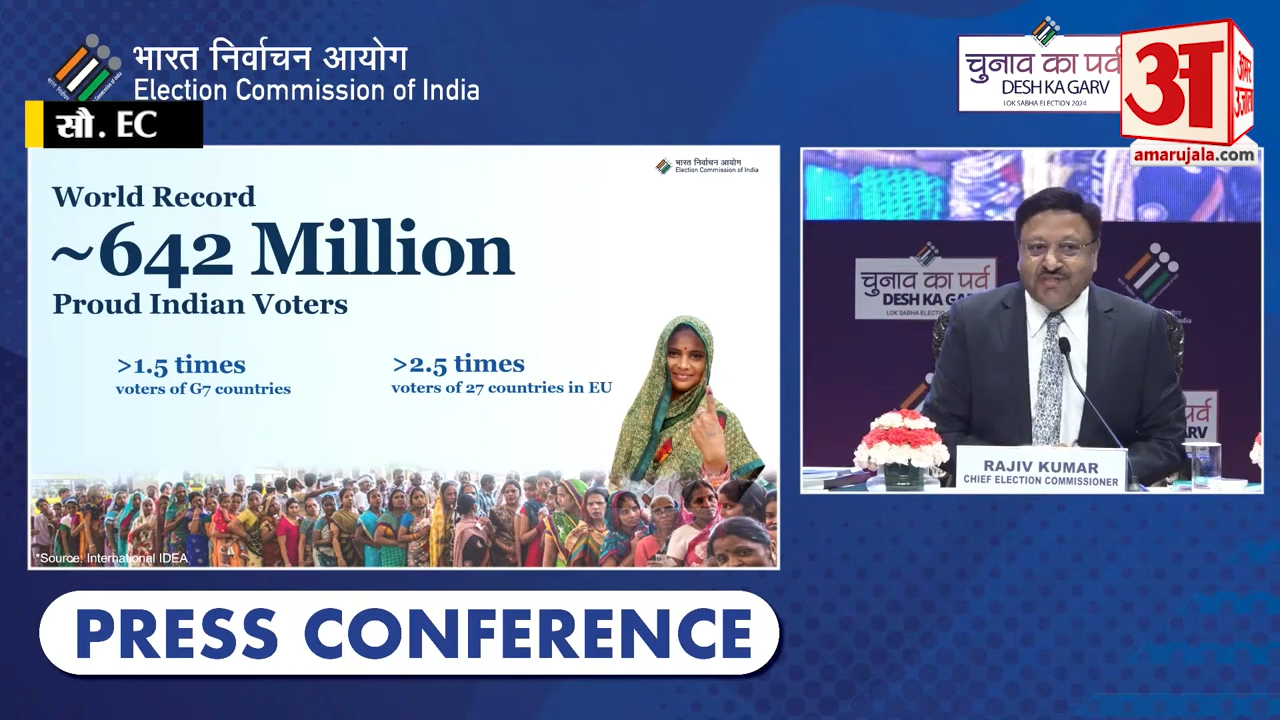 भारत निर्वाचन आयोग
Election Commission of India
सौ. EC
चुनाव का पर्व
DESH KA GARV
LOK SABHA ELECTION 2024
अ
अमर उजाला
amarujala.com
भारत निर्वाचन आयोग
Election Commission of India
World Record
~642 Million
Proud Indian Voters
>1.5 times
voters of G7 countries
>2.5 times
voters of 27 countries in EU
*Source: International IDEA
चुनाव का पर्व
DESH KA GARV
LOK SABHA ELECTIO
RAJIV KUMAR
CHIEF ELECTION COMMISSIONER
PRESS CONFERENCE